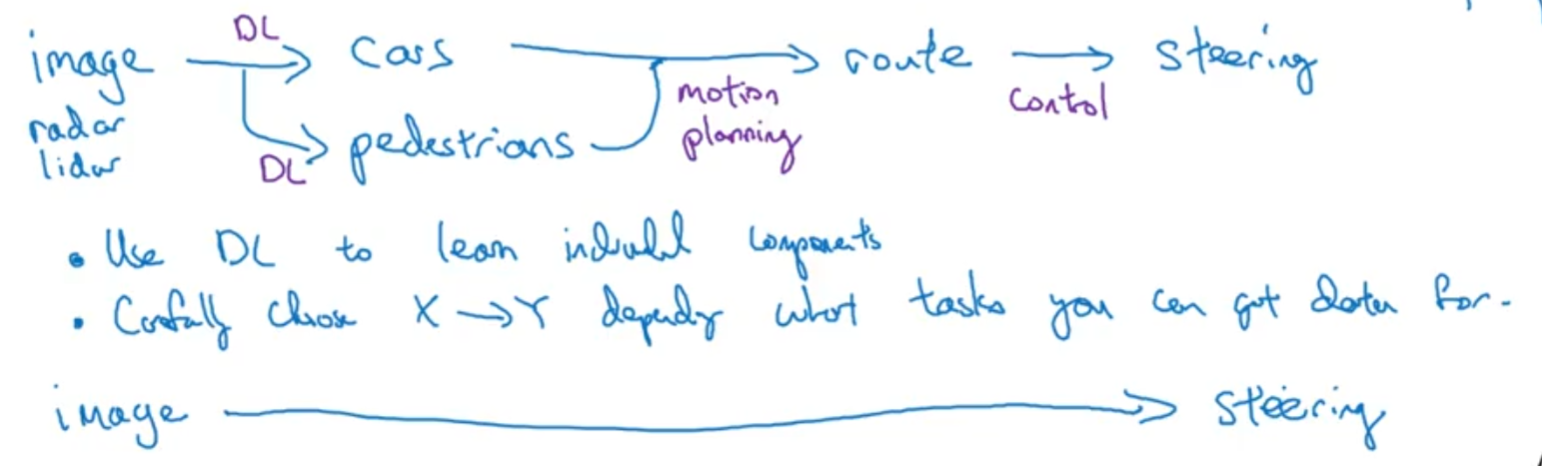 DL
image → cars → route → steering
radar
lidar
DL
pedestrians
motion
planning
control
• Use DL to learn individual components
• Carefully choose X → Y depending what tasks you can get data for.
image → steering